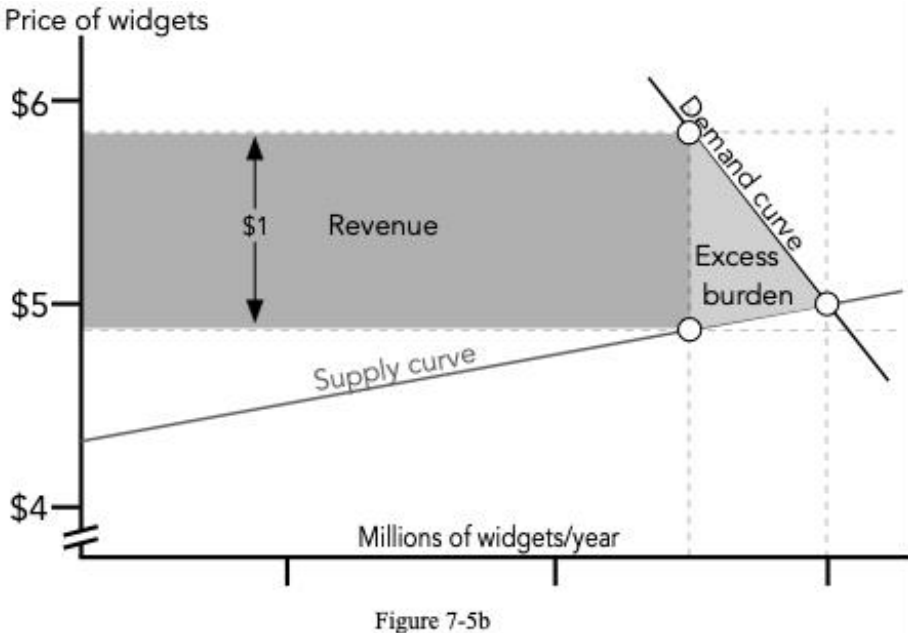 Price of widgets
$6
Demand curve
$1
Revenue
Excess
burden
$5
Supply curve
$4
Millions of widgets/year
Figure 7-5b